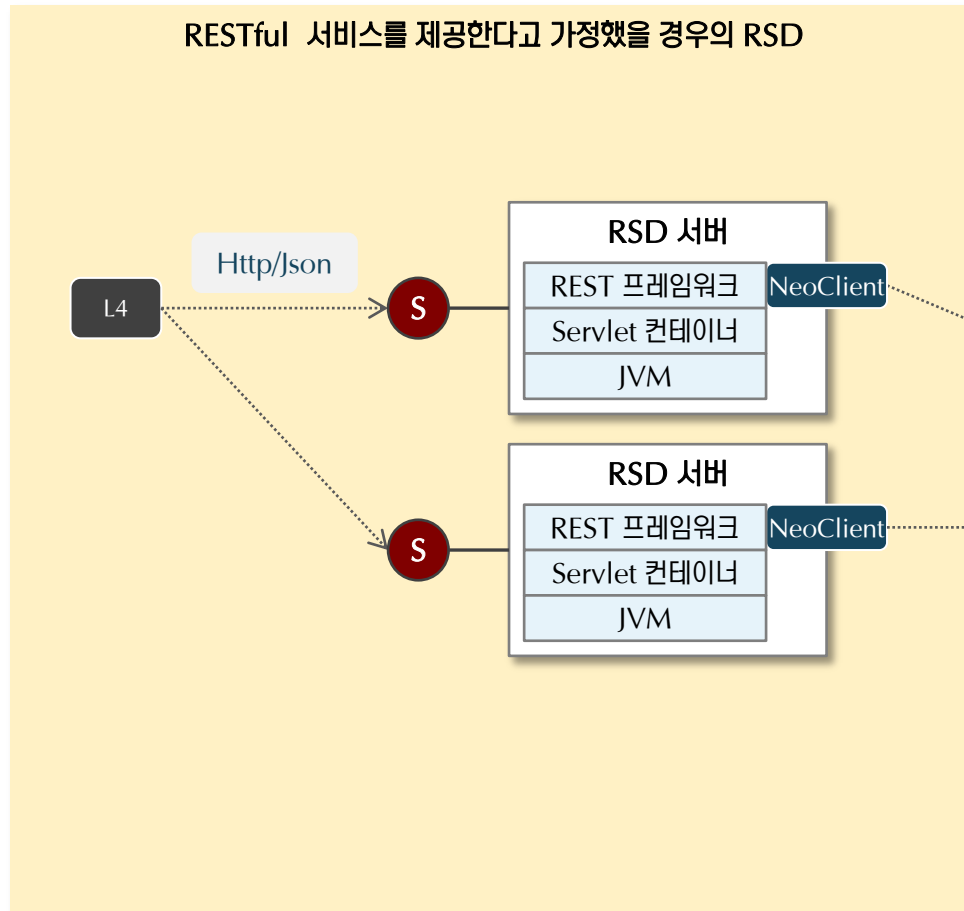 RESTful 서비스를 제공한다고 가정했을 경우의 RSD
Http/Json
L4
S
RSD 서버
REST 프레임워크
NeoClient
Servlet 컨테이너
JVM
S
RSD 서버
REST 프레임워크
NeoClient
Servlet 컨테이너
JVM